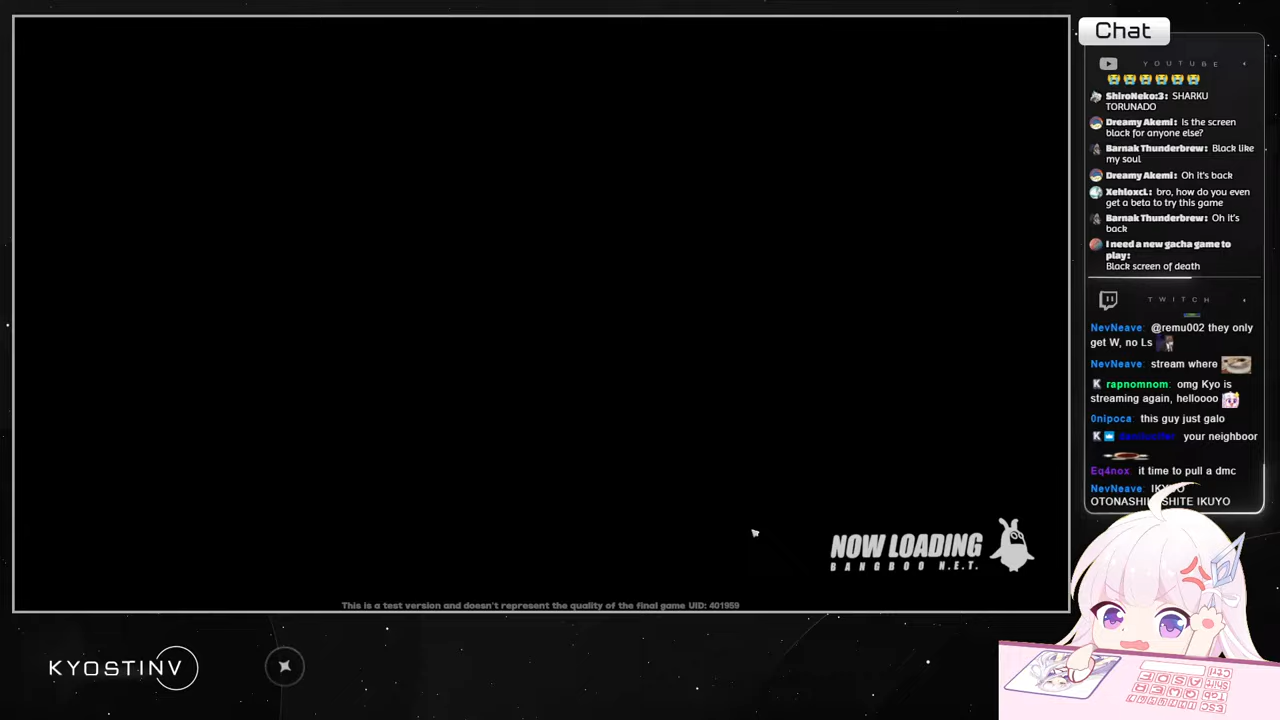 Chat
YOUTUBE
ShiroNeko:3: SHARKU
TORUNADO
Dreamy Akemi: Is the screen
black for anyone else?
Barnak Thunderbrew: Black like
my soul
Dreamy Akemi: Oh it's back
XehloxcL: bro, how do you even
get a beta to try this game
Barnak Thunderbrew: Oh it's
back
I need a new gacha game to
play:
Black screen of death
TWITCH
NevNeave: @remu002 they only
get W, no Ls
NevNeave: stream where
K rapnomnom: omg Kyo is
streaming again, helloooo
0nipoca: this guy just galo
K your neighboor
Eq4nox: it time to pull a dmc
NevNeave:
IKUYO
NOW LOADING
BANGBOO N.E.T.
This is a test version and doesn't represent the quality of the final game UID: 401959
KYOSTINV
Ctrl
Shift
Tab
ESC